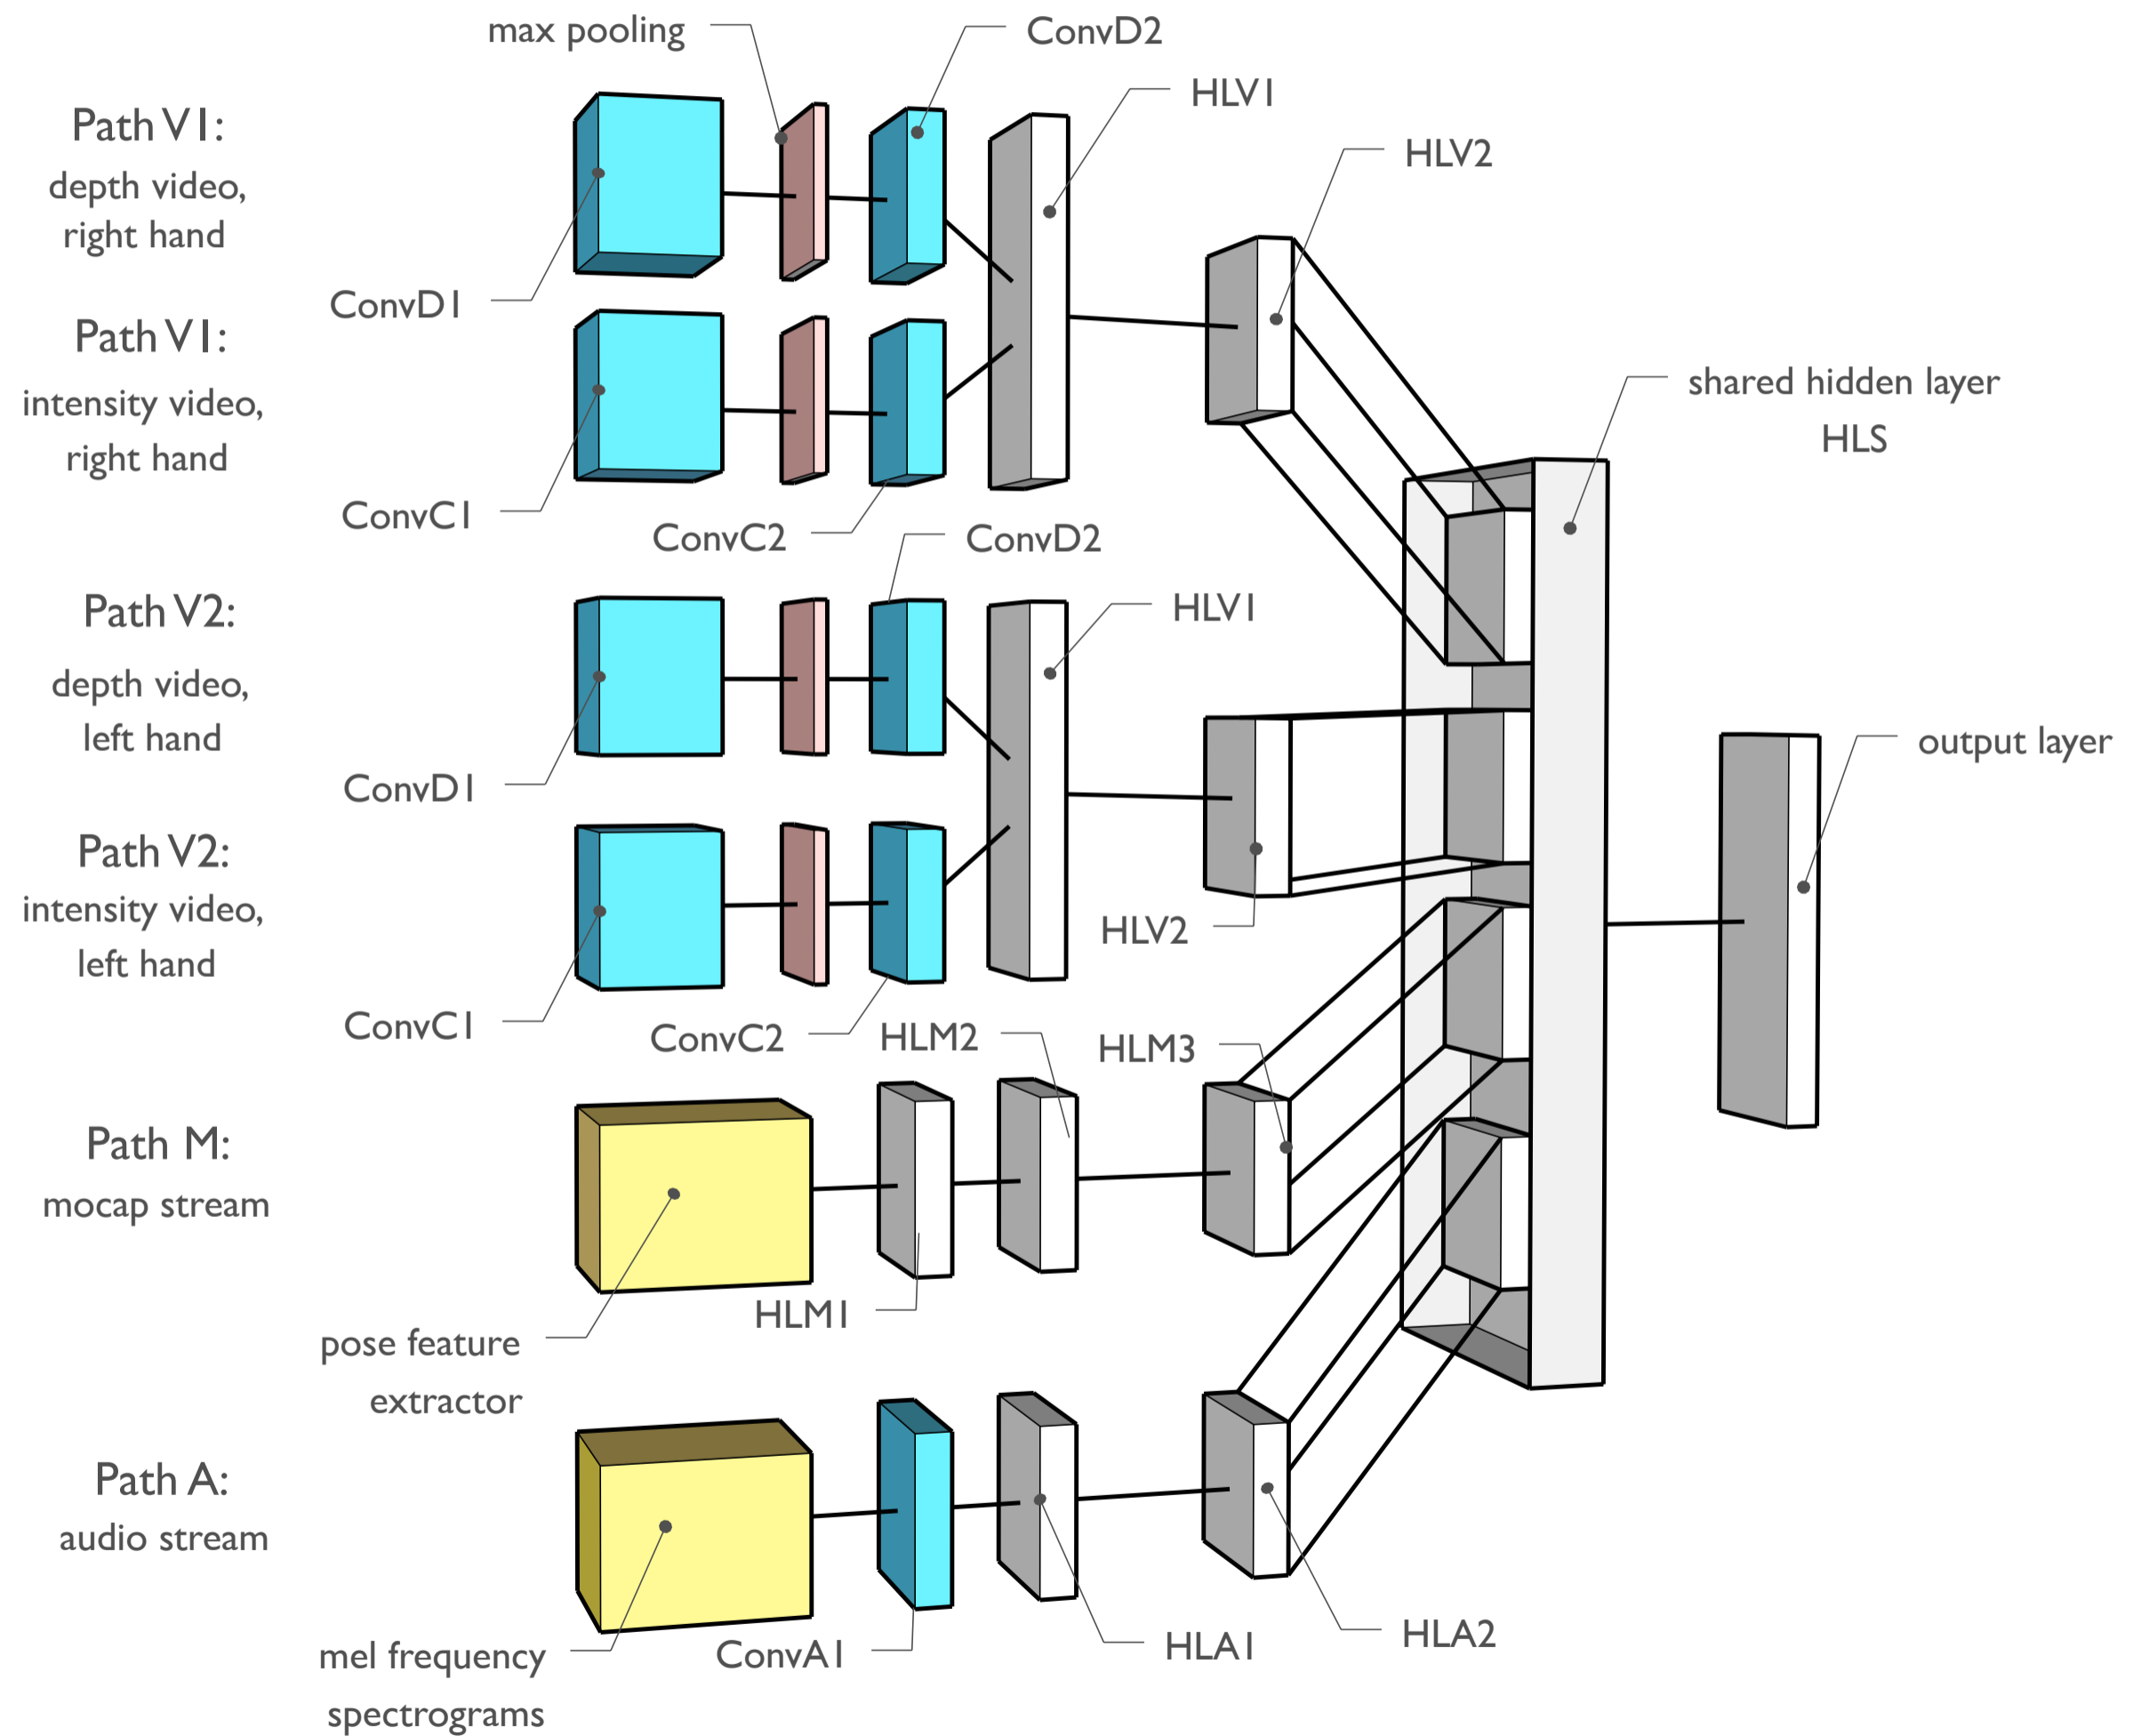 max pooling
ConvD2
HLV1
HLV2
Path V1:
depth video,
right hand
ConvD1
Path V1:
intensity video,
right hand
ConvC1
ConvC2
shared hidden layer
HLS
Path V2:
depth video,
left hand
ConvD1
ConvD2
HLV1
output layer
Path V2:
intensity video,
left hand
ConvC1
ConvC2
HLV2
HLM2
HLM3
Path M:
mocap stream
HLM1
pose feature
extractor
Path A:
audio stream
mel frequency
spectrograms
ConvA1
HLA1
HLA2